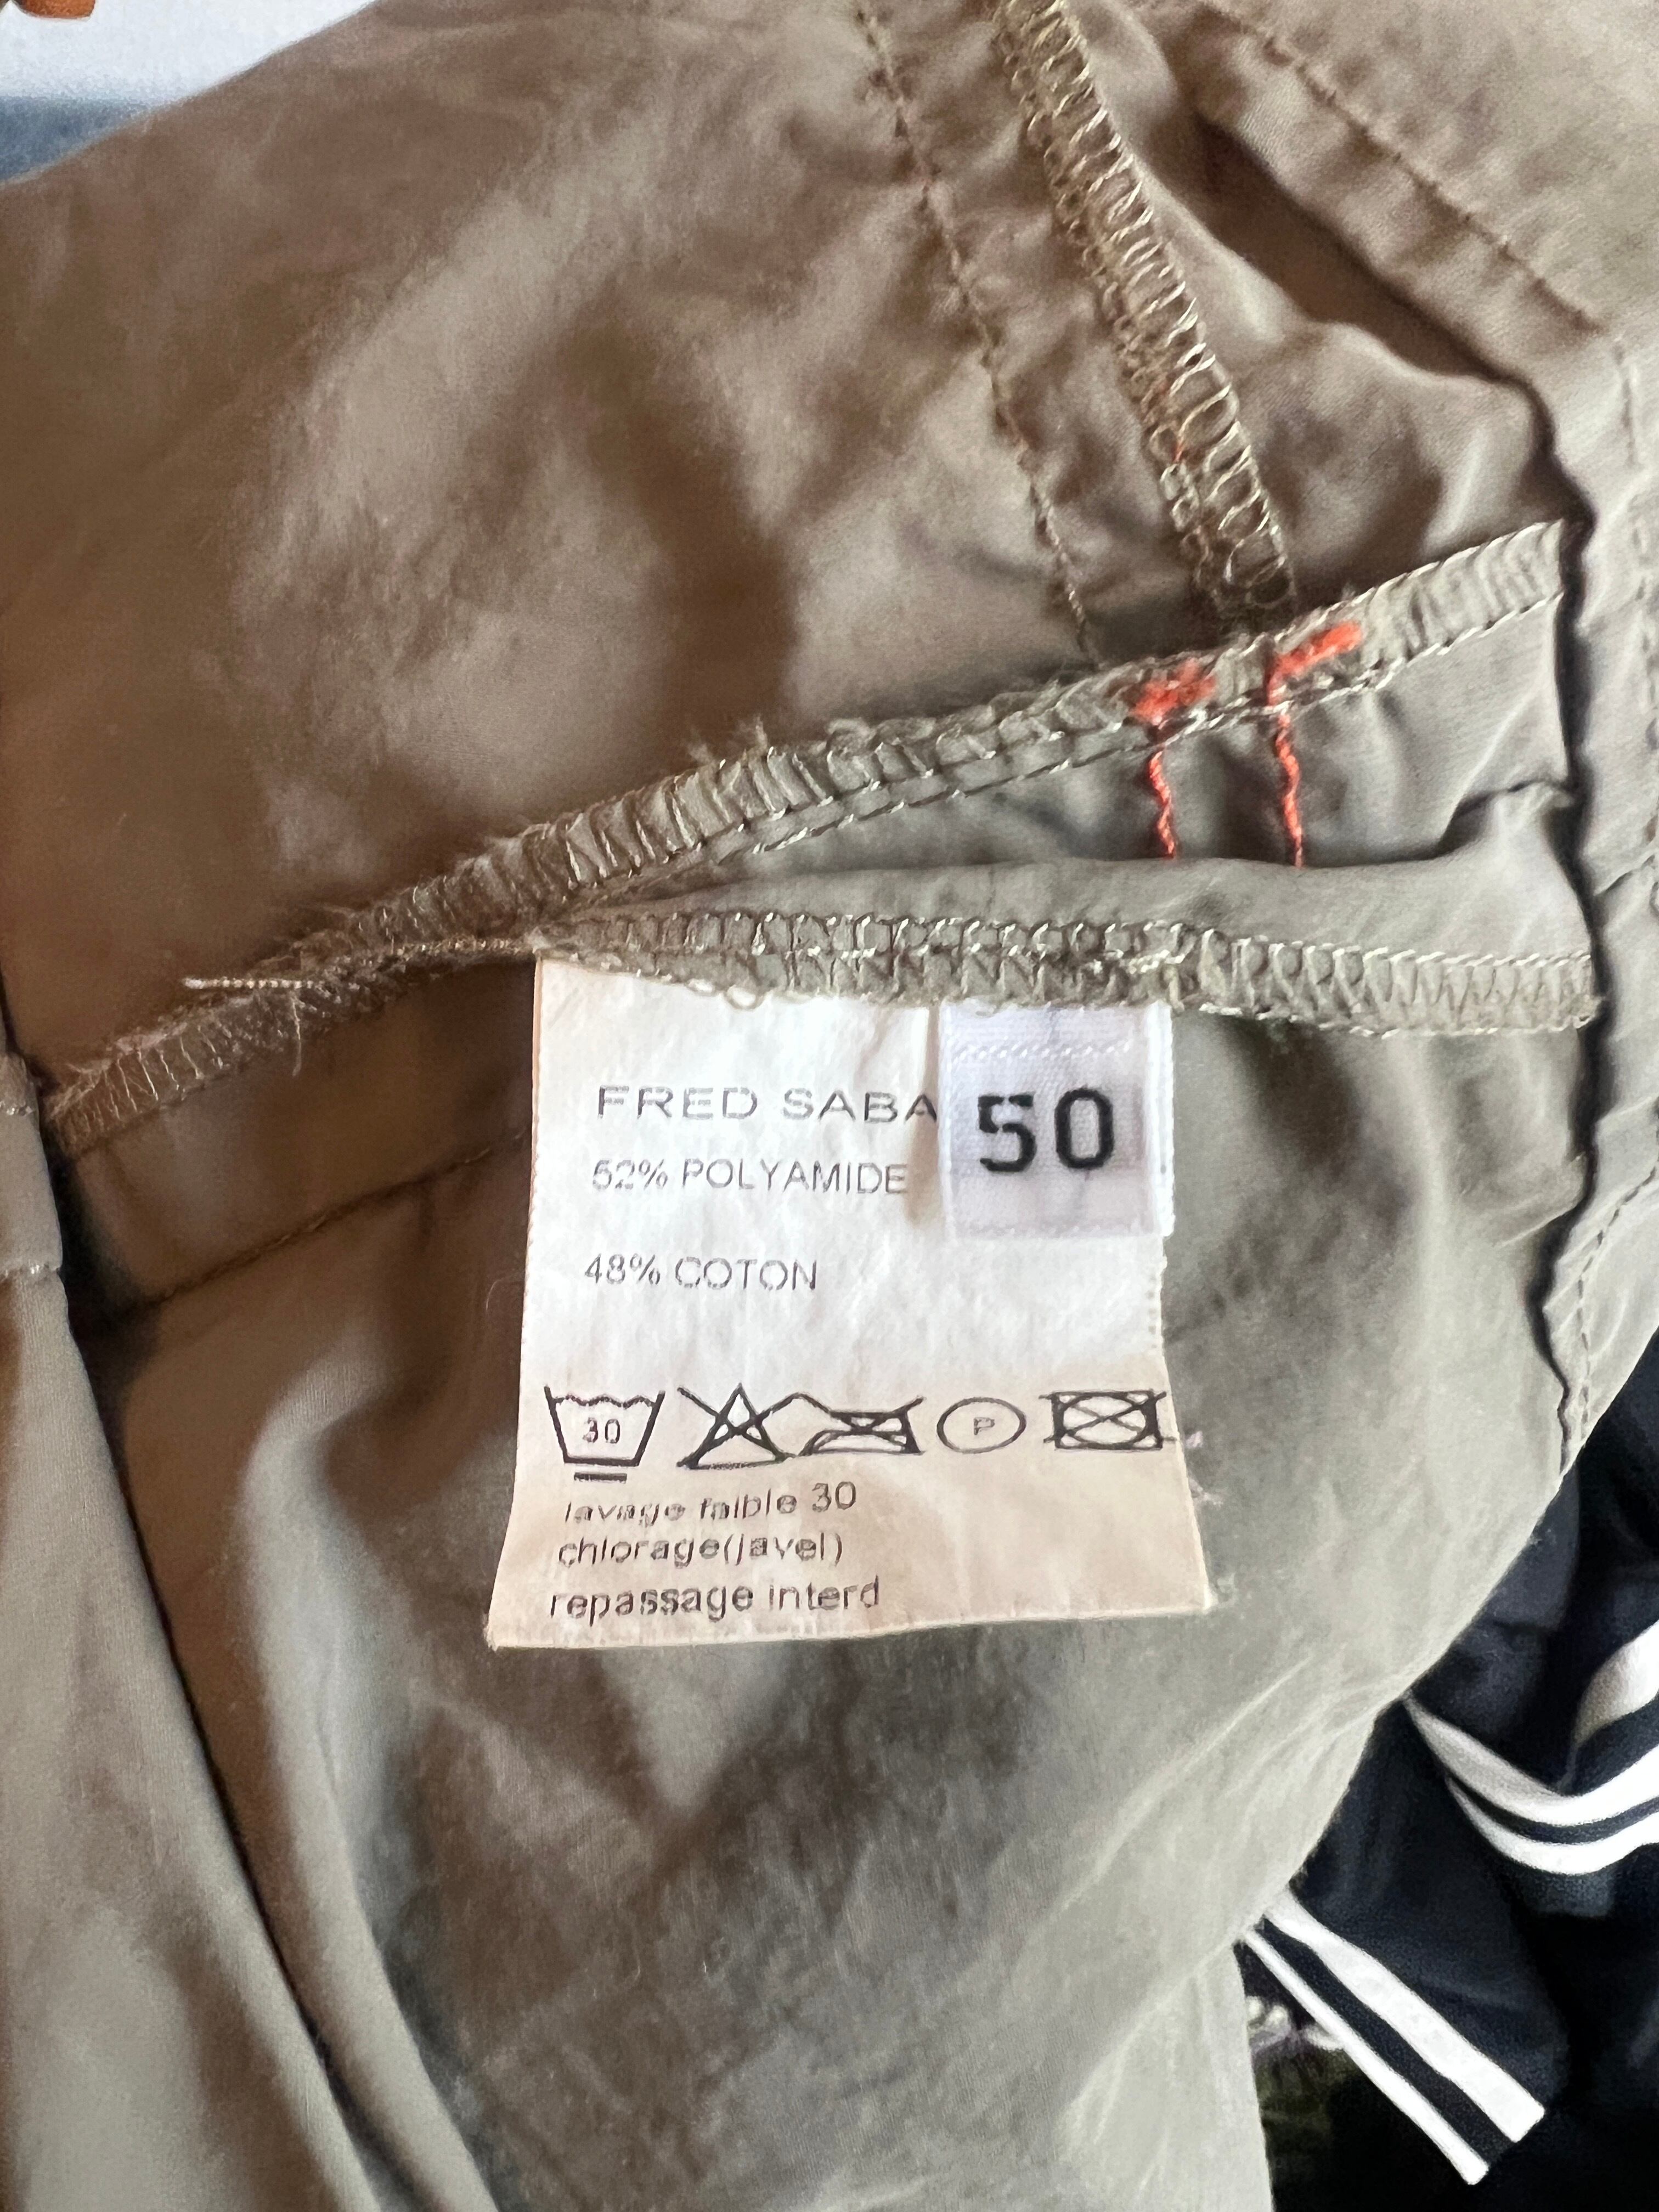 FRED SABA
50
52% POLYAMIDE
48% COTON
30
P
lavage faible 30
chlorage(javel)
repassage interd